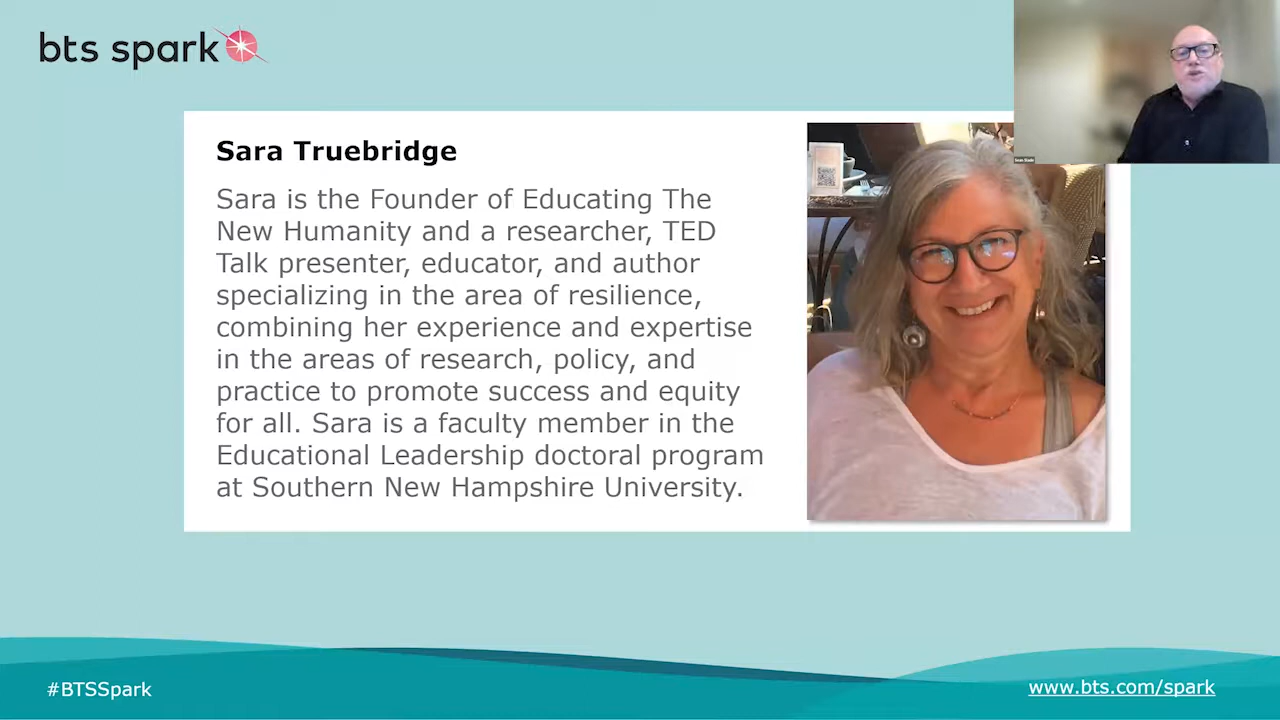 bts spark
Sean Slade
Sara Truebridge
Sara is the Founder of Educating The
New Humanity and a researcher, TED
Talk presenter, educator, and author
specializing in the area of resilience,
combining her experience and expertise
in the areas of research, policy, and
practice to promote success and equity
for all. Sara is a faculty member in the
Educational Leadership doctoral program
at Southern New Hampshire University.
#BTSSpark
www.bts.com/spark